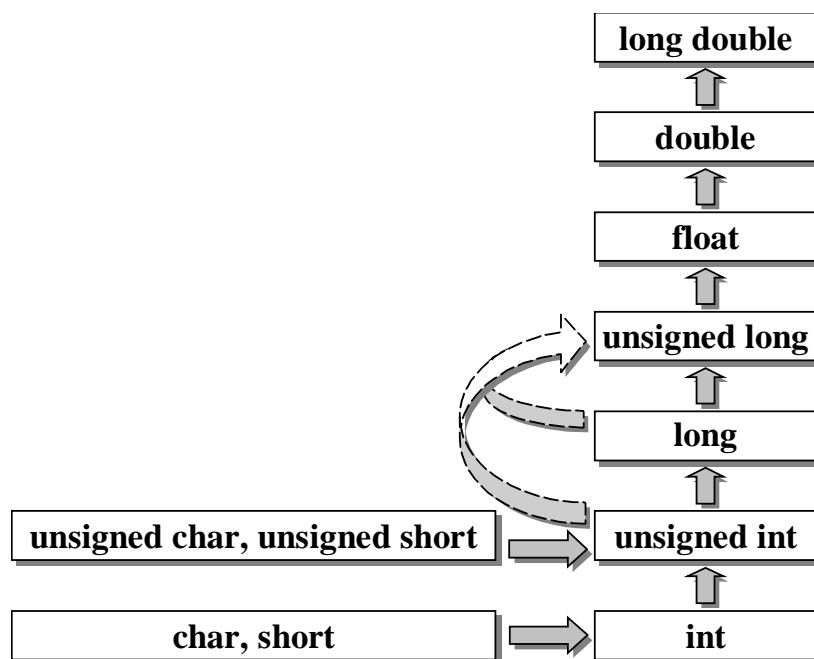 long double
double
float
unsigned long
long
unsigned char, unsigned short
unsigned int
char, short
int